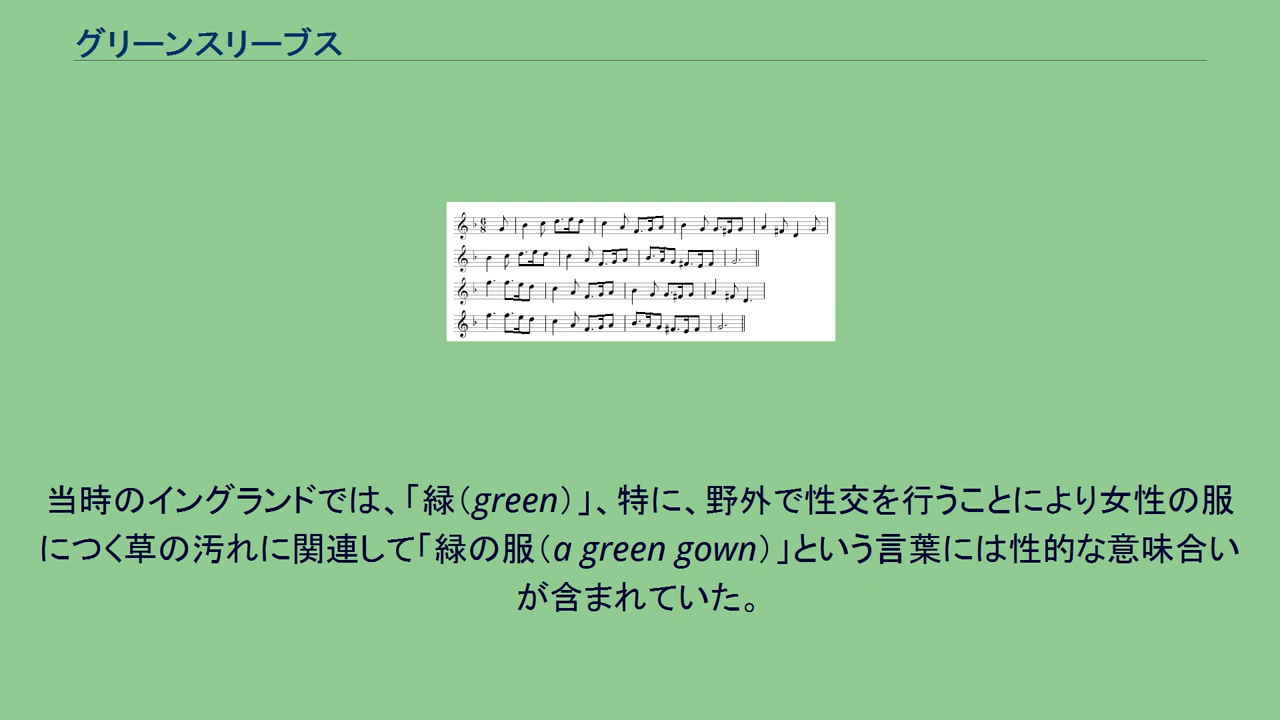 グリーンスリーブス
当時のイングランドでは、「緑（green）」、特に、野外で性交を行うことにより女性の服
につく草の汚れに関連して「緑の服（a green gown）」という言葉には性的な意味合い
が含まれていた。